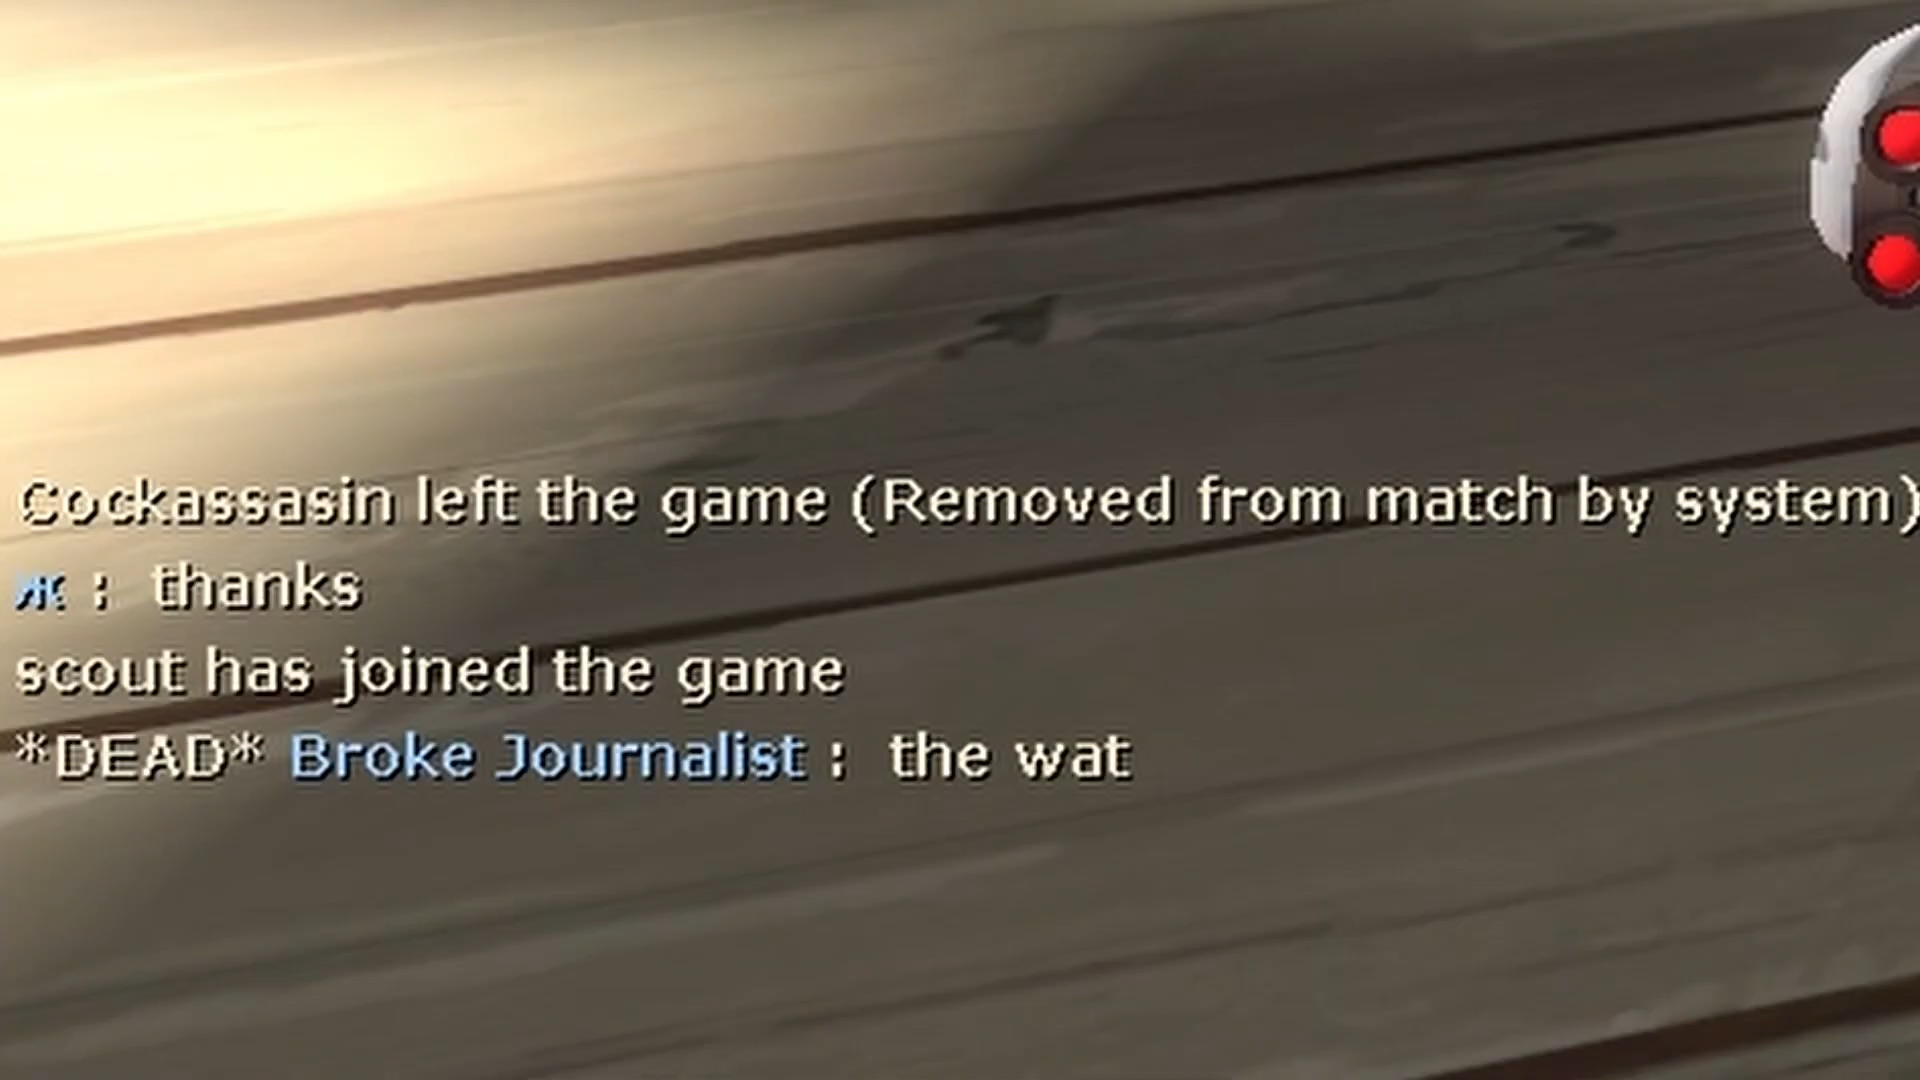 Cockassasin left the game (Removed from match by system)
ж :  thanks
scout has joined the game
*DEAD* Broke Journalist :  the wat